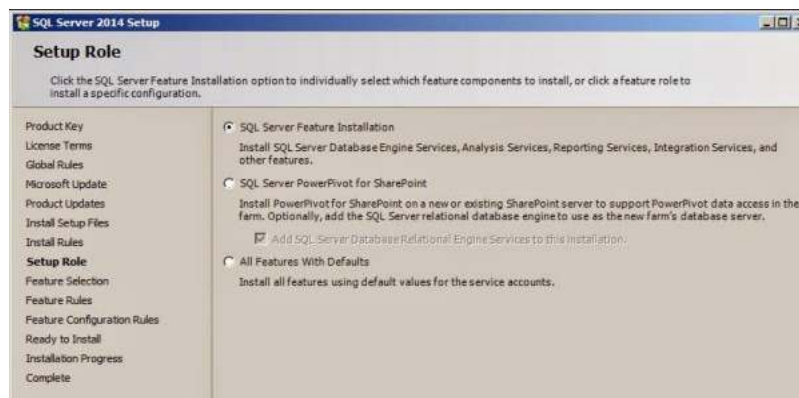 SQL Server 2014 Setup
Setup Role
Click the SQL Server Feature Installation option to individually select which feature components to install, or click a feature role to
install a specific configuration.
Product Key
License Terms
Global Rules
Microsoft Update
Product Updates
Install Setup Files
Install Rules
Setup Role
Feature Selection
Feature Rules
Feature Configuration Rules
Ready to Install
Installation Progress
Complete
SQL Server Feature Installation
Install SQL Server Database Engine Services, Analysis Services, Reporting Services, Integration Services, and
other features.
SQL Server PowerPivot for SharePoint
Install PowerPivot for SharePoint on a new or existing SharePoint server to support PowerPivot data access in the
farm. Optionally, add the SQL Server relational database engine to use as the new farm's database server.
Add SQL Server Database Relational Engine Services to this installation.
All Features With Defaults
Install all features using default values for the service accounts.